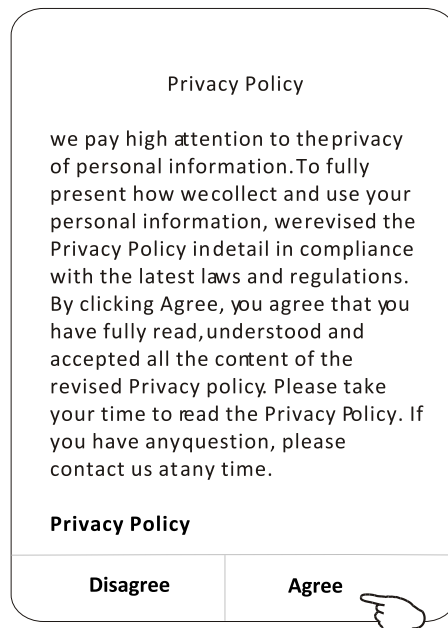 Privacy Policy
we pay high attention to theprivacy
of personal information.To fully
present how wecollect and use your
personal information, werevised the
Privacy Policy indetail in compliance
with the latest laws and regulations.
By clicking Agree, you agree that you
have fully read,understood and
accepted all the content of the
revised Privacy policy. Please take
your time to read the Privacy Policy. If
you have anyquestion, please
contact us atany time.
Privacy Policy
Disagree
Agree